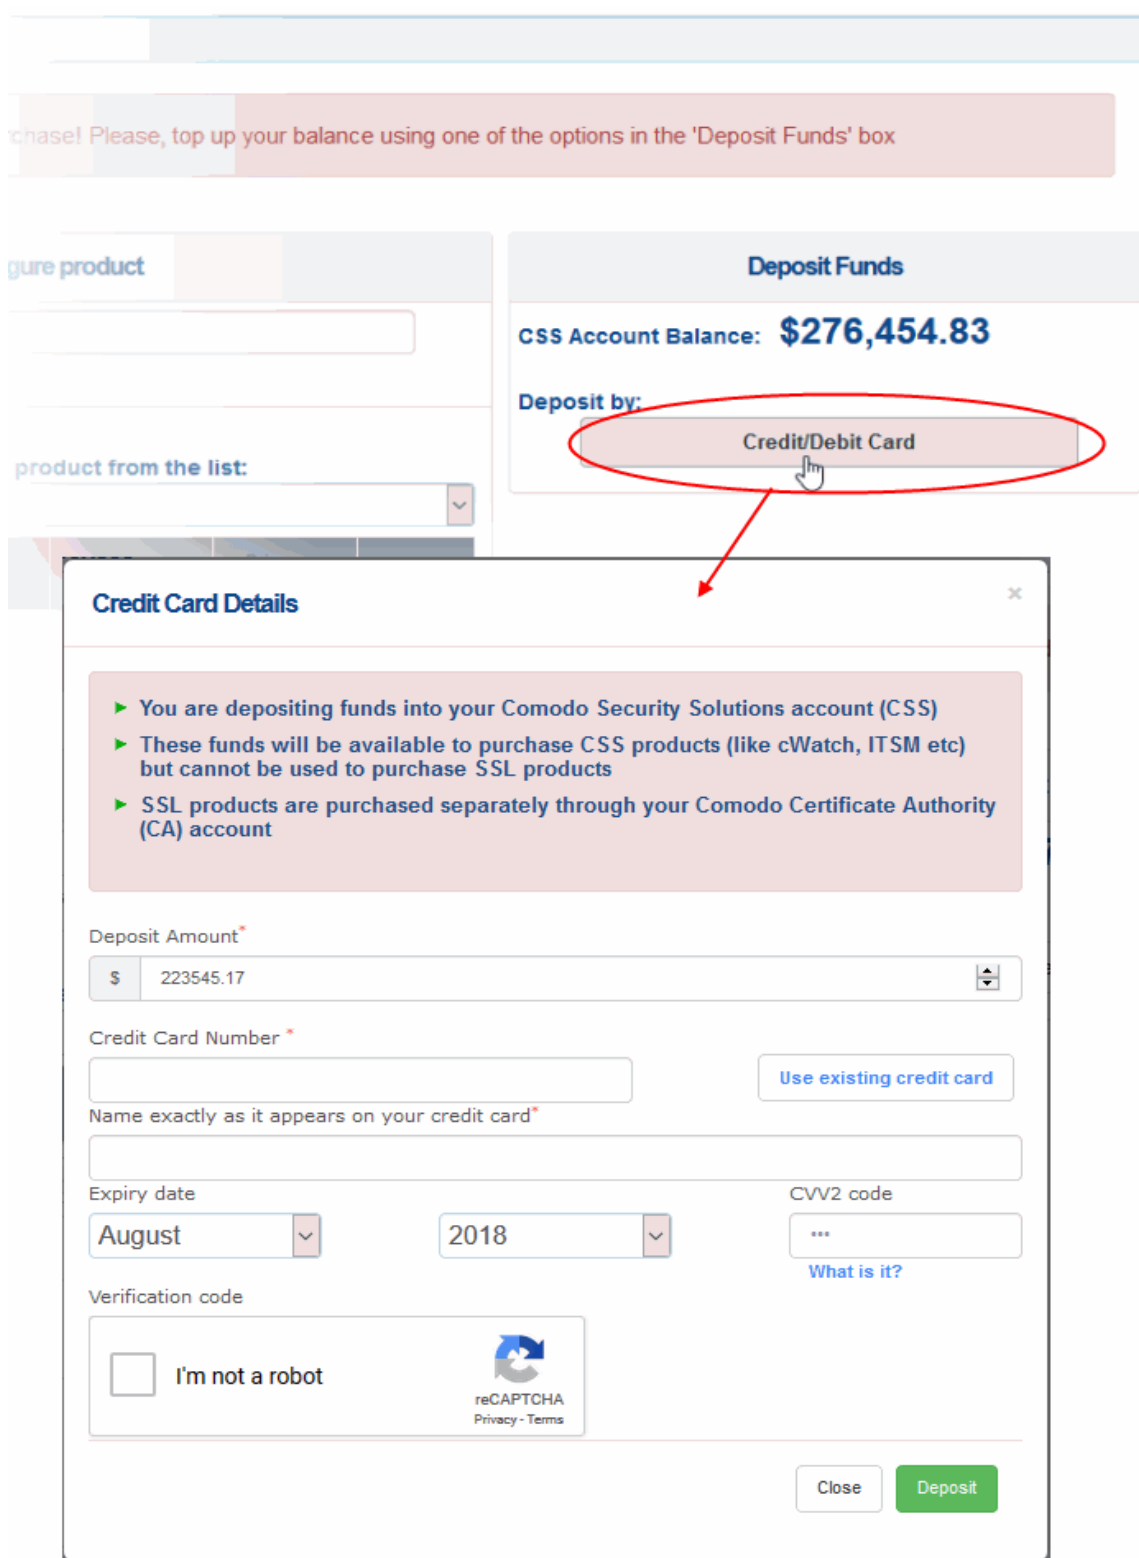 chase! Please, top up your balance using one of the options in the 'Deposit Funds' box
gure product
Deposit Funds
CSS Account Balance: $276,454.83
Deposit by:
Credit/Debit Card
product from the list:
Credit Card Details
×
► You are depositing funds into your Comodo Security Solutions account (CSS)
► These funds will be available to purchase CSS products (like cWatch, ITSM etc)
but cannot be used to purchase SSL products
► SSL products are purchased separately through your Comodo Certificate Authority
(CA) account
Deposit Amount*
$ 223545.17
Credit Card Number *
Use existing credit card
Name exactly as it appears on your credit card*
Expiry date
CVV2 code
August 2018 •••
What is it?
Verification code
I'm not a robot
reCAPTCHA
Privacy - Terms
Close Deposit